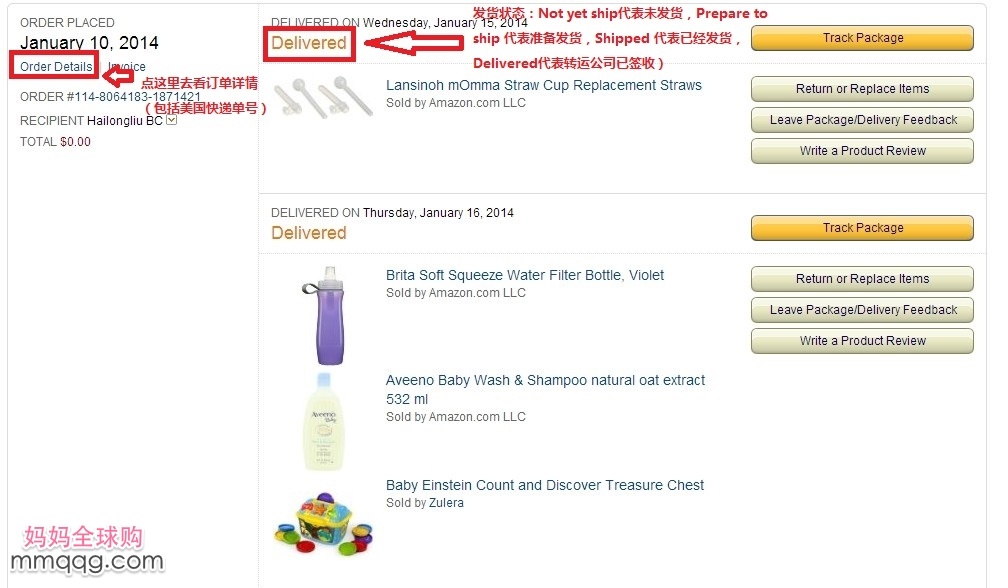 ORDER PLACED
January 10, 2014
Order Details | Invoice
点这里去看订单详情
（包括美国快递单号）
ORDER #114-8064183-1871421
RECIPIENT Hailongliu BC
TOTAL $0.00
DELIVERED ON Wednesday, January 15, 2014
Delivered
发货状态：Not yet ship代表未发货，Prepare to
ship 代表准备发货，Shipped 代表已经发货，
Delivered代表转运公司已签收）
Track Package
Lansinoh mOmma Straw Cup Replacement Straws
Sold by Amazon.com LLC
Return or Replace Items
Leave Package/Delivery Feedback
Write a Product Review
DELIVERED ON Thursday, January 16, 2014
Delivered
Track Package
Brita Soft Squeeze Water Filter Bottle, Violet
Sold by Amazon.com LLC
Return or Replace Items
Leave Package/Delivery Feedback
Write a Product Review
Aveeno Baby Wash & Shampoo natural oat extract
532 ml
Sold by Amazon.com LLC
Aveeno
Baby
Baby Einstein Count and Discover Treasure Chest
Sold by Zulera
妈妈全球购
mmqqg.com